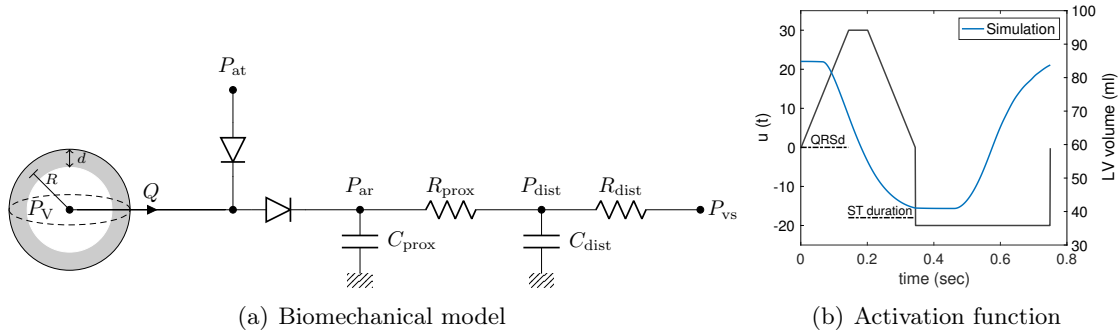 P_at
d
R
Q
P_V
P_ar
R_prox
P_dist
R_dist
P_vs
C_prox
C_dist
(a) Biomechanical model
Simulation
u (t)
30
20
10
0
-10
-20
QRSd
ST duration
100
90
80
70
60
50
40
30
LV volume (ml)
0
0.2
0.4
0.6
0.8
time (sec)
(b) Activation function